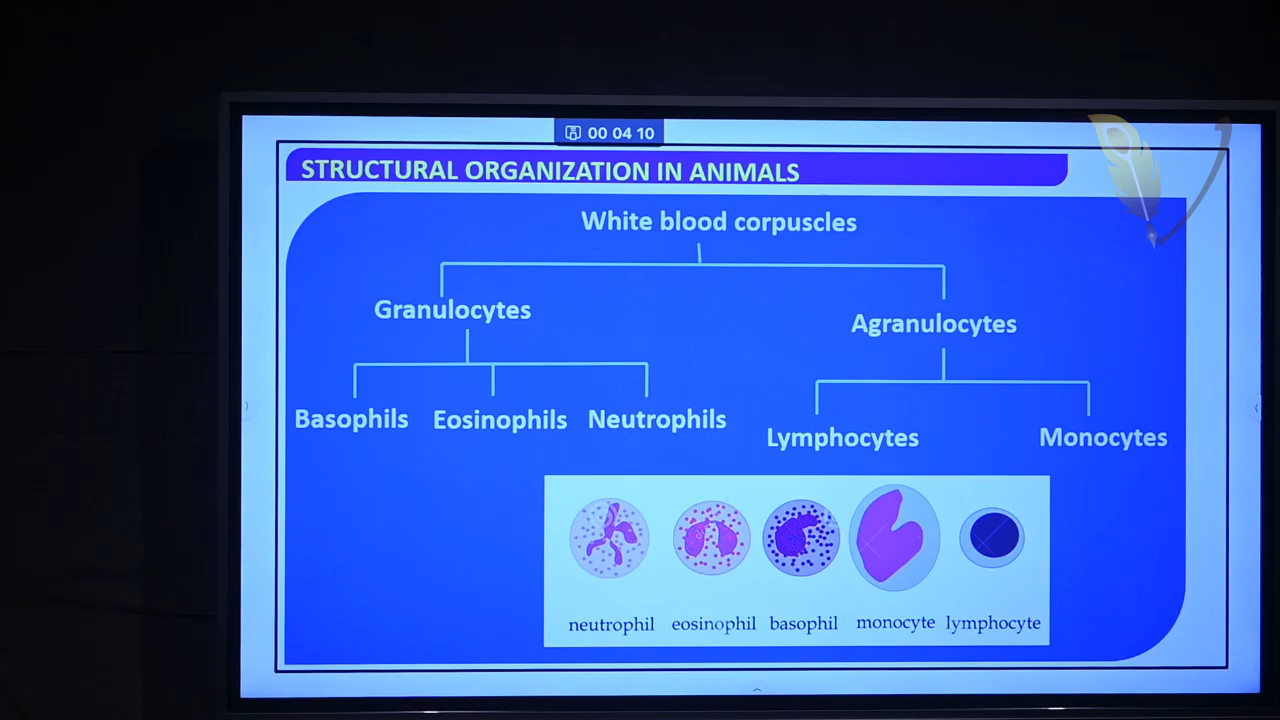 00 04 10
STRUCTURAL ORGANIZATION IN ANIMALS
White blood corpuscles
Granulocytes
Agranulocytes
Basophils Eosinophils Neutrophils
Lymphocytes Monocytes
neutrophil eosinophil basophil monocyte lymphocyte